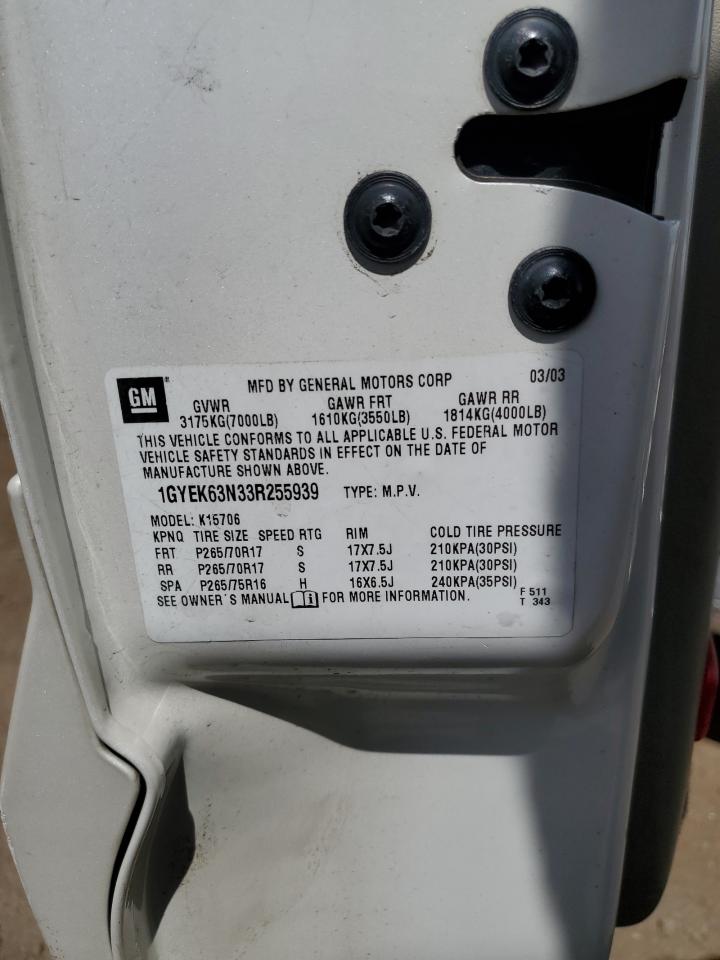 GM ® MFD BY GENERAL MOTORS CORP 03/03
GVWR GAWR FRT GAWR RR
3175KG(7000LB) 1610KG(3550LB) 1814KG(4000LB)
THIS VEHICLE CONFORMS TO ALL APPLICABLE U.S. FEDERAL MOTOR
VEHICLE SAFETY STANDARDS IN EFFECT ON THE DATE OF
MANUFACTURE SHOWN ABOVE.
1GYEK63N33R255939 TYPE: M.P.V.
MODEL: K15706
KPNQ TIRE SIZE SPEED RTG RIM COLD TIRE PRESSURE
FRT P265/70R17 S 17X7.5J 210KPA(30PSI)
RR P265/70R17 S 17X7.5J 210KPA(30PSI)
SPA P265/75R16 H 16X6.5J 240KPA(35PSI)
SEE OWNER'S MANUAL i FOR MORE INFORMATION.
F 511
T 343